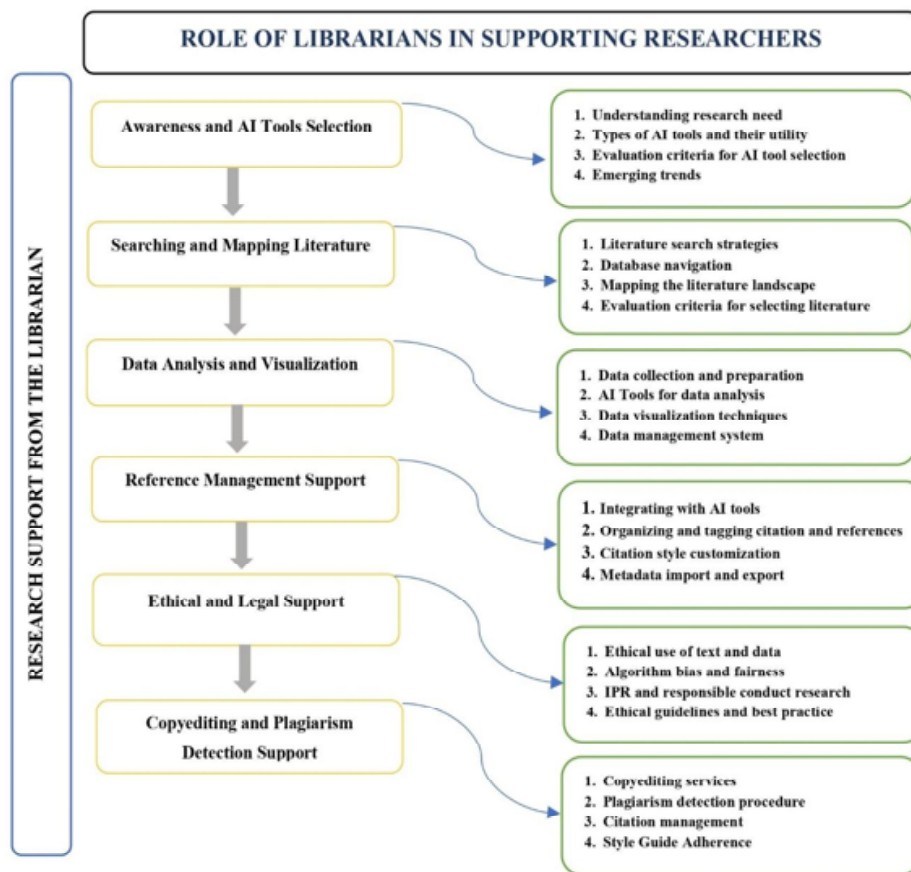 ROLE OF LIBRARIANS IN SUPPORTING RESEARCHERS
RESEARCH SUPPORT FROM THE LIBRARIAN
Awareness and AI Tools Selection
1. Understanding research need
2. Types of AI tools and their utility
3. Evaluation criteria for AI tool selection
4. Emerging trends
Searching and Mapping Literature
1. Literature search strategies
2. Database navigation
3. Mapping the literature landscape
4. Evaluation criteria for selecting literature
Data Analysis and Visualization
1. Data collection and preparation
2. AI Tools for data analysis
3. Data visualization techniques
4. Data management system
Reference Management Support
1. Integrating with AI tools
2. Organizing and tagging citation and references
3. Citation style customization
4. Metadata import and export
Ethical and Legal Support
1. Ethical use of text and data
2. Algorithm bias and fairness
3. IPR and responsible conduct research
4. Ethical guidelines and best practice
Copyediting and Plagiarism
Detection Support
1. Copyediting services
2. Plagiarism detection procedure
3. Citation management
4. Style Guide Adherence